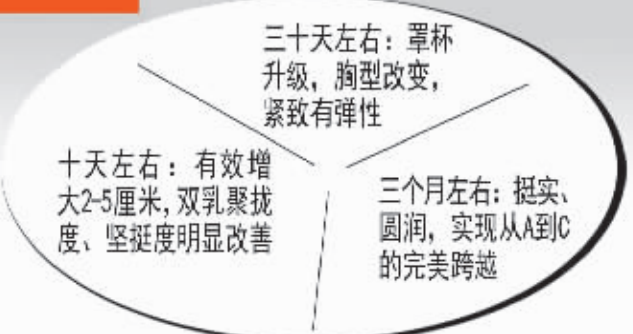 三十天左右：罩杯
升级，胸型改变，
紧致有弹性
十天左右：有效增
大2-5厘米,双乳聚拢
度、坚挺度明显改善
三个月左右：挺实、
圆润，实现从A到C
的完美跨越